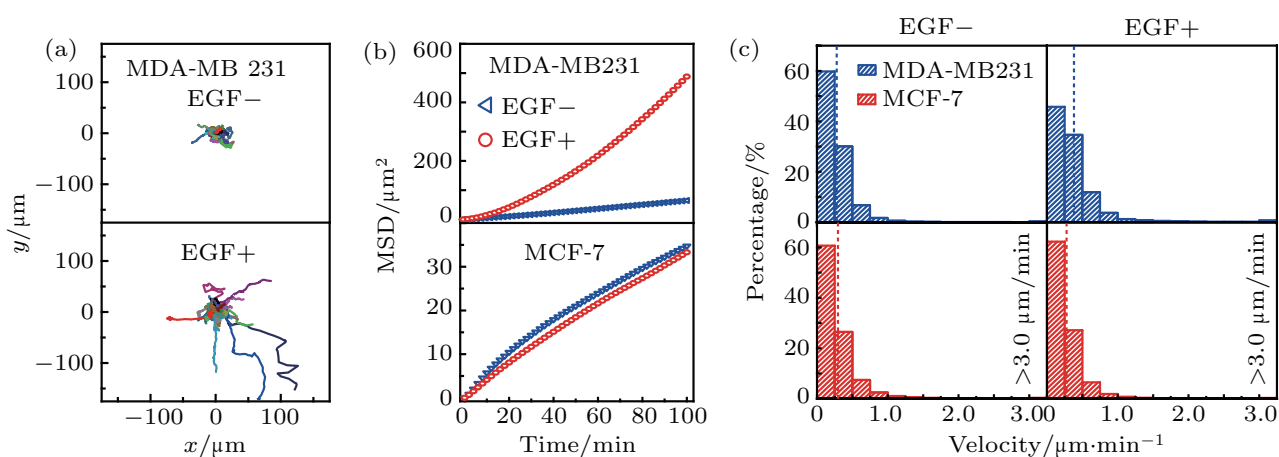 (a)
MDA-MB 231
EGF−
100
0
−100
EGF+
100
0
−100
y/μm
−100 0 100
x/μm
(b)
600
400
200
0
MDA-MB231
EGF−
EGF+
MSD/μm²
MCF-7
30
20
10
0
0 20 40 60 80 100
Time/min
(c)
EGF− EGF+
60
40
20
0
MDA-MB231
MCF-7
Percentage/%
60
40
20
0
>3.0 μm/min
>3.0 μm/min
0 1.0 2.0 3.0 0 1.0 2.0 3.0
Velocity/μm·min⁻¹